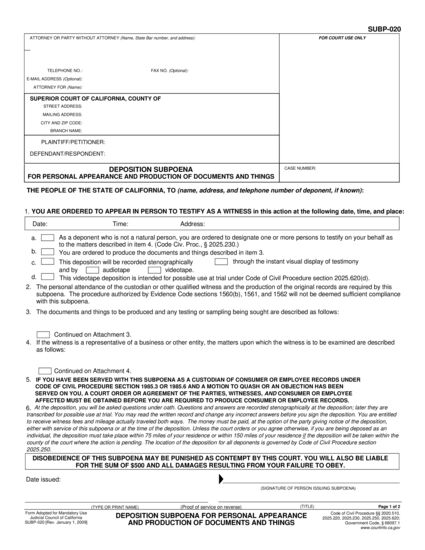 SUBP-020
ATTORNEY OR PARTY WITHOUT ATTORNEY (Name, State Bar number, and address):
FOR COURT USE ONLY
TELEPHONE NO.: FAX NO. (Optional):
E-MAIL ADDRESS (Optional):
ATTORNEY FOR (Name):
SUPERIOR COURT OF CALIFORNIA, COUNTY OF
STREET ADDRESS:
MAILING ADDRESS:
CITY AND ZIP CODE:
BRANCH NAME:
PLAINTIFF/PETITIONER:
DEFENDANT/RESPONDENT:
DEPOSITION SUBPOENA
FOR PERSONAL APPEARANCE AND PRODUCTION OF DOCUMENTS AND THINGS
CASE NUMBER:
THE PEOPLE OF THE STATE OF CALIFORNIA, TO (name, address, and telephone number of deponent, if known):
1. YOU ARE ORDERED TO APPEAR IN PERSON TO TESTIFY AS A WITNESS in this action at the following date, time, and place:
Date: Time: Address:
a. As a deponent who is not a natural person, you are ordered to designate one or more persons to testify on your behalf as
to the matters described in item 4. (Code Civ. Proc., § 2025.230.)
b. You are ordered to produce the documents and things described in item 3.
c. This deposition will be recorded stenographically through the instant visual display of testimony
and by audiotape videotape.
d. This videotape deposition is intended for possible use at trial under Code of Civil Procedure section 2025.620(d).
2. The personal attendance of the custodian or other qualified witness and the production of the original records are required by this
subpoena. The procedure authorized by Evidence Code sections 1560(b), 1561, and 1562 will not be deemed sufficient compliance
with this subpoena.
3. The documents and things to be produced and any testing or sampling being sought are described as follows:
Continued on Attachment 3.
4. If the witness is a representative of a business or other entity, the matters upon which the witness is to be examined are described
as follows:
Continued on Attachment 4.
5. IF YOU HAVE BEEN SERVED WITH THIS SUBPOENA AS A CUSTODIAN OF CONSUMER OR EMPLOYEE RECORDS UNDER
CODE OF CIVIL PROCEDURE SECTION 1985.3 OR 1985.6 AND A MOTION TO QUASH OR AN OBJECTION HAS BEEN
SERVED ON YOU, A COURT ORDER OR AGREEMENT OF THE PARTIES, WITNESSES, AND CONSUMER OR EMPLOYEE
AFFECTED MUST BE OBTAINED BEFORE YOU ARE REQUIRED TO PRODUCE CONSUMER OR EMPLOYEE RECORDS.
6. At the deposition, you will be asked questions under oath. Questions and answers are recorded stenographically at the deposition; later they are
transcribed for possible use at trial. You may read the written record and change any incorrect answers before you sign the deposition. You are entitled
to receive witness fees and mileage actually traveled both ways. The money must be paid, at the option of the party giving notice of the deposition,
either with service of this subpoena or at the time of the deposition. Unless the court orders or you agree otherwise, if you are being deposed as an
individual, the deposition must take place within 75 miles of your residence or within 150 miles of your residence if the deposition will be taken within the
county of the court where the action is pending. The location of the deposition for all deponents is governed by Code of Civil Procedure section
2025.250.
DISOBEDIENCE OF THIS SUBPOENA MAY BE PUNISHED AS CONTEMPT BY THIS COURT. YOU WILL ALSO BE LIABLE
FOR THE SUM OF $500 AND ALL DAMAGES RESULTING FROM YOUR FAILURE TO OBEY.
Date issued:
(SIGNATURE OF PERSON ISSUING SUBPOENA)
(TYPE OR PRINT NAME) (Proof of service on reverse) (TITLE) Page 1 of 2
Form Adopted for Mandatory Use
Judicial Council of California
SUBP-020 [Rev. January 1, 2009]
DEPOSITION SUBPOENA FOR PERSONAL APPEARANCE
AND PRODUCTION OF DOCUMENTS AND THINGS
Code of Civil Procedure §§ 2020.510,
2025.220, 2025.230, 2025.250, 2025.620;
Government Code, § 68097.1
www.courtinfo.ca.gov